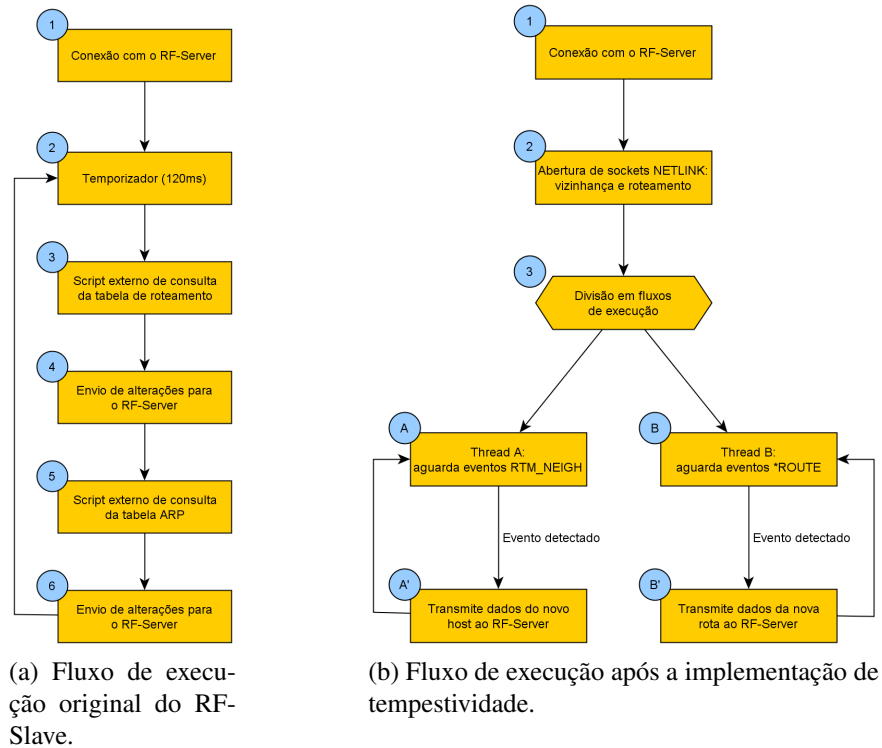 1
Conexão com o RF-Server
2
Temporizador (120ms)
3
Script externo de consulta
da tabela de roteamento
4
Envio de alterações para
o RF-Server
5
Script externo de consulta
da tabela ARP
6
Envio de alterações para
o RF-Server
(a) Fluxo de execu-
ção original do RF-
Slave.
1
Conexão com o RF-Server
2
Abertura de sockets NETLINK:
vizinhança e roteamento
3
Divisão em fluxos
de execução
A
Thread A:
aguarda eventos RTM_NEIGH
Evento detectado
A'
Transmite dados do novo
host ao RF-Server
B
Thread B:
aguarda eventos *ROUTE
Evento detectado
B'
Transmite dados da nova
rota ao RF-Server
(b) Fluxo de execução após a implementação de
tempestividade.